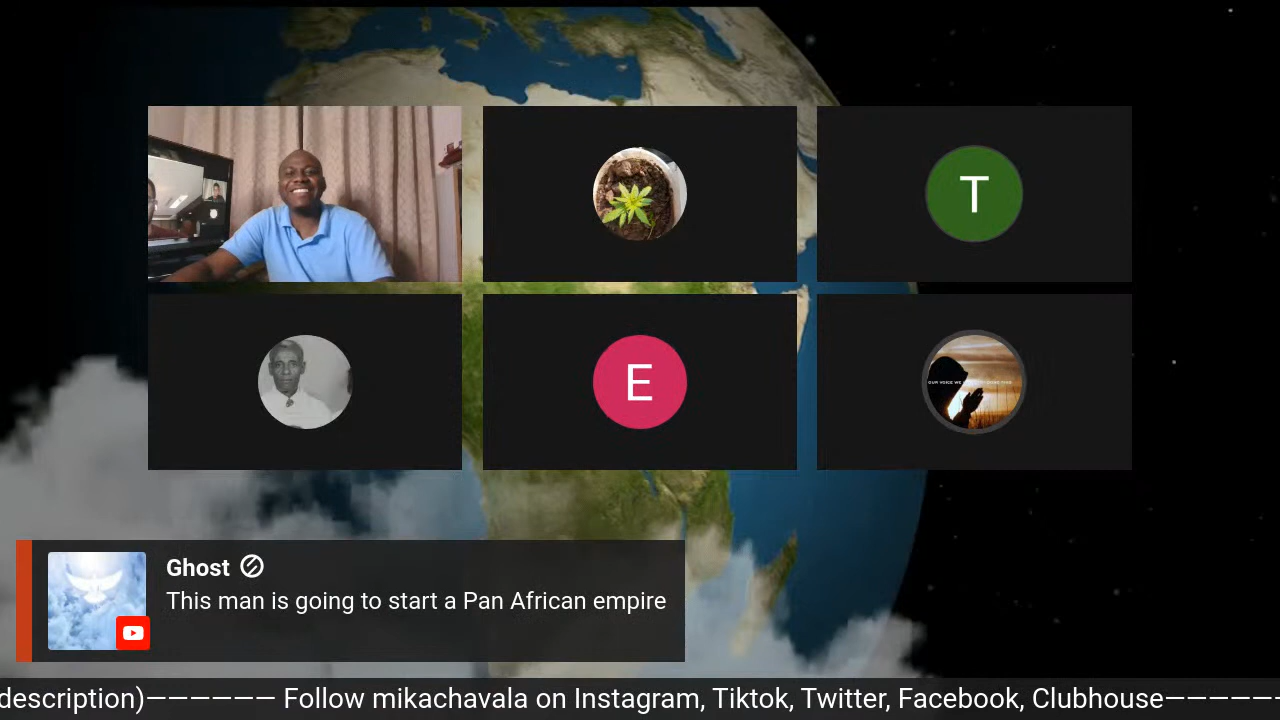 T
E
Ghost
This man is going to start a Pan African empire
description)—————— Follow mikachavala on Instagram, Tiktok, Twitter, Facebook, Clubhouse——————